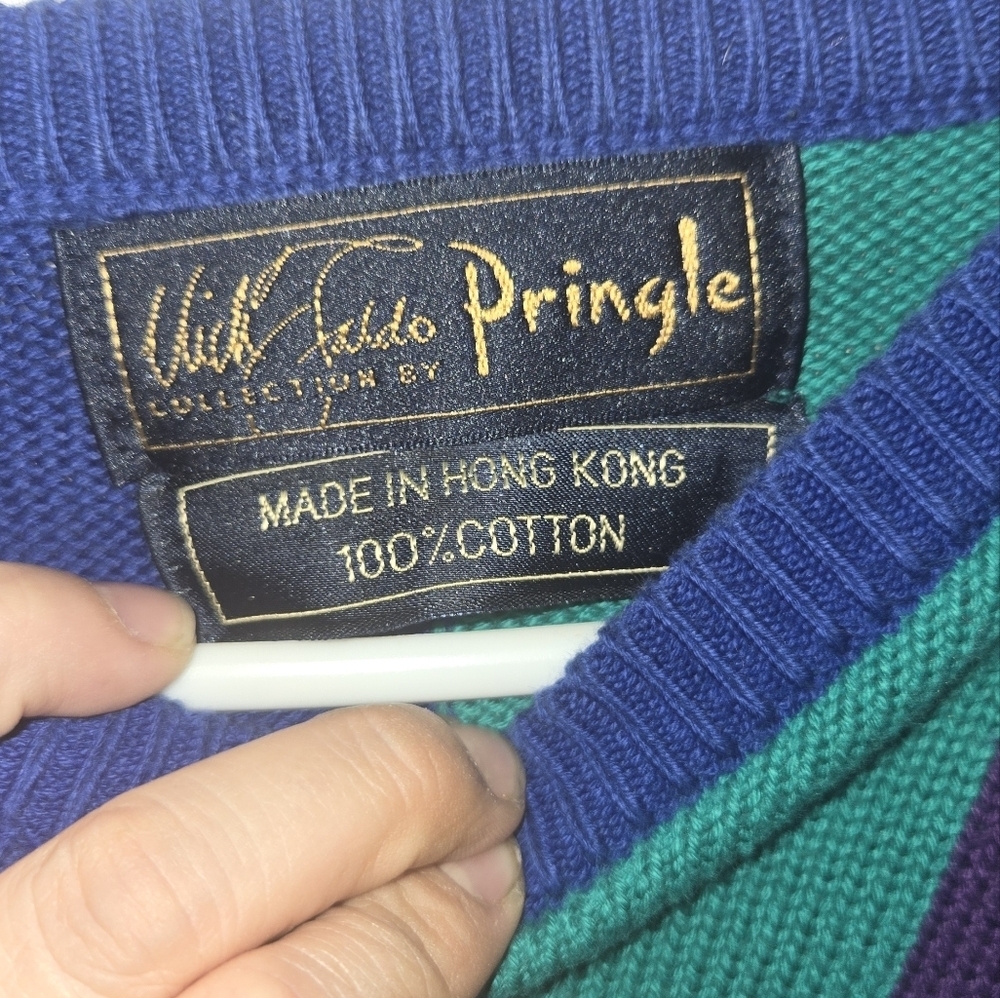 Nick Faldo Pringle
COLLECTION BY
MADE IN HONG KONG
100% COTTON